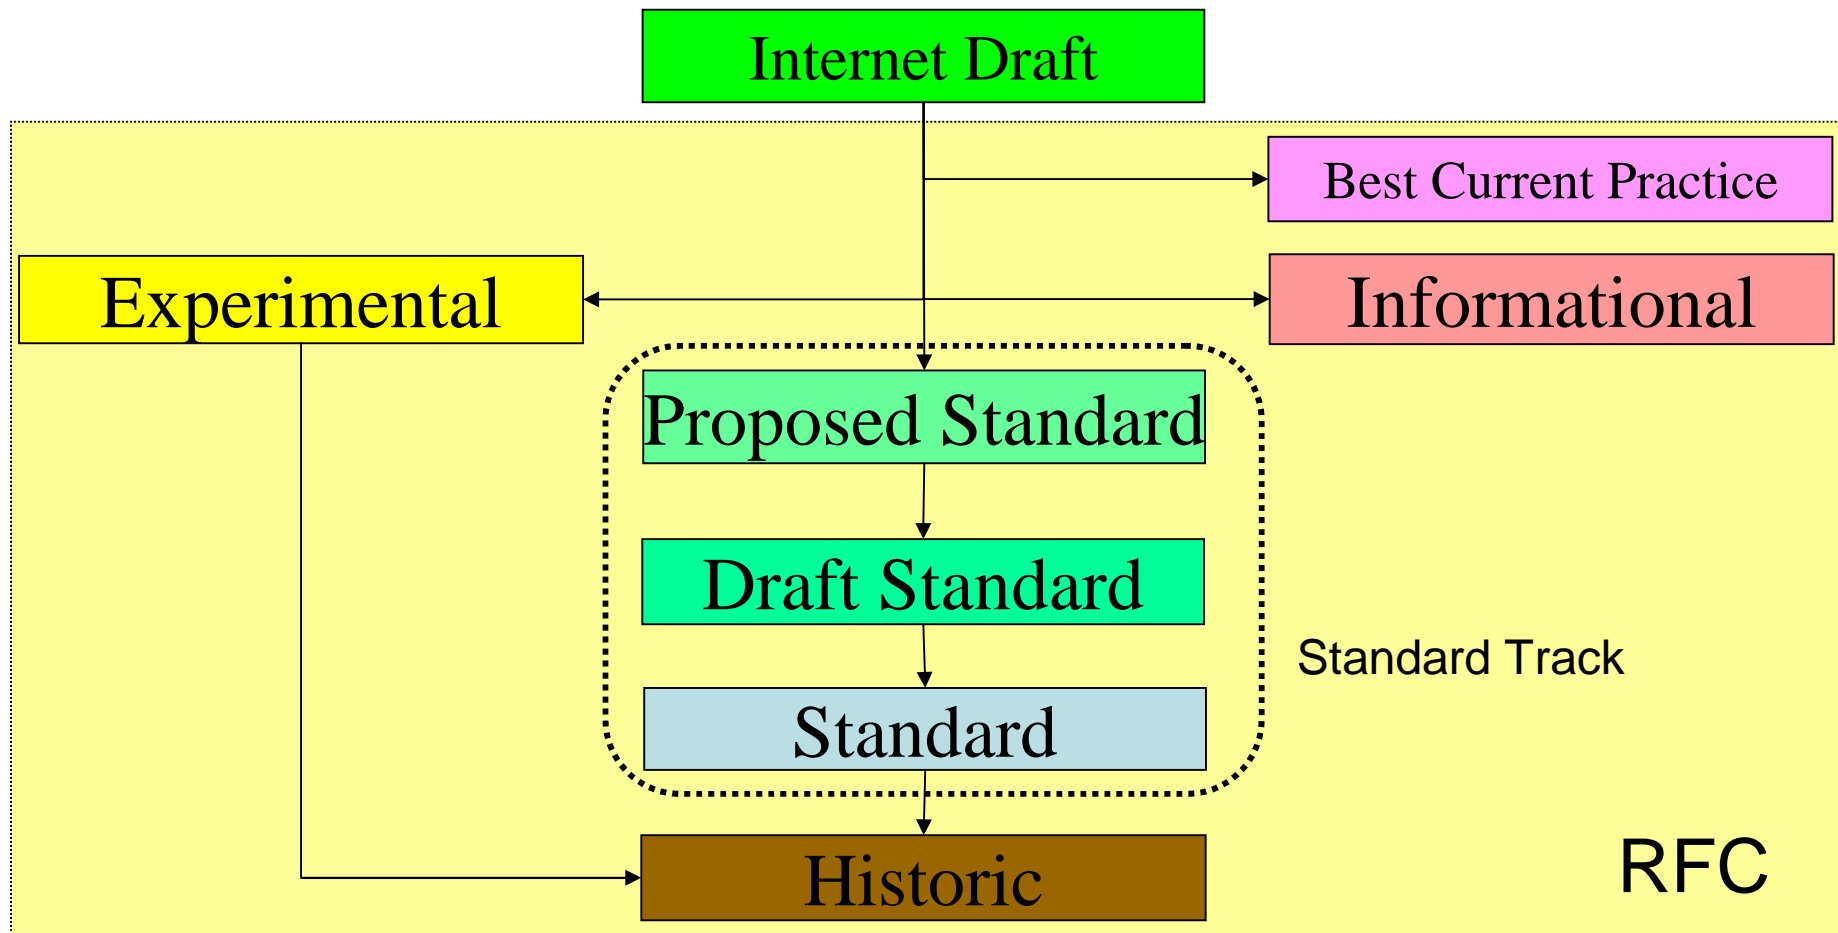 Internet Draft
Best Current Practice
Experimental
Informational
Proposed Standard
Draft Standard
Standard Track
Standard
Historic
RFC